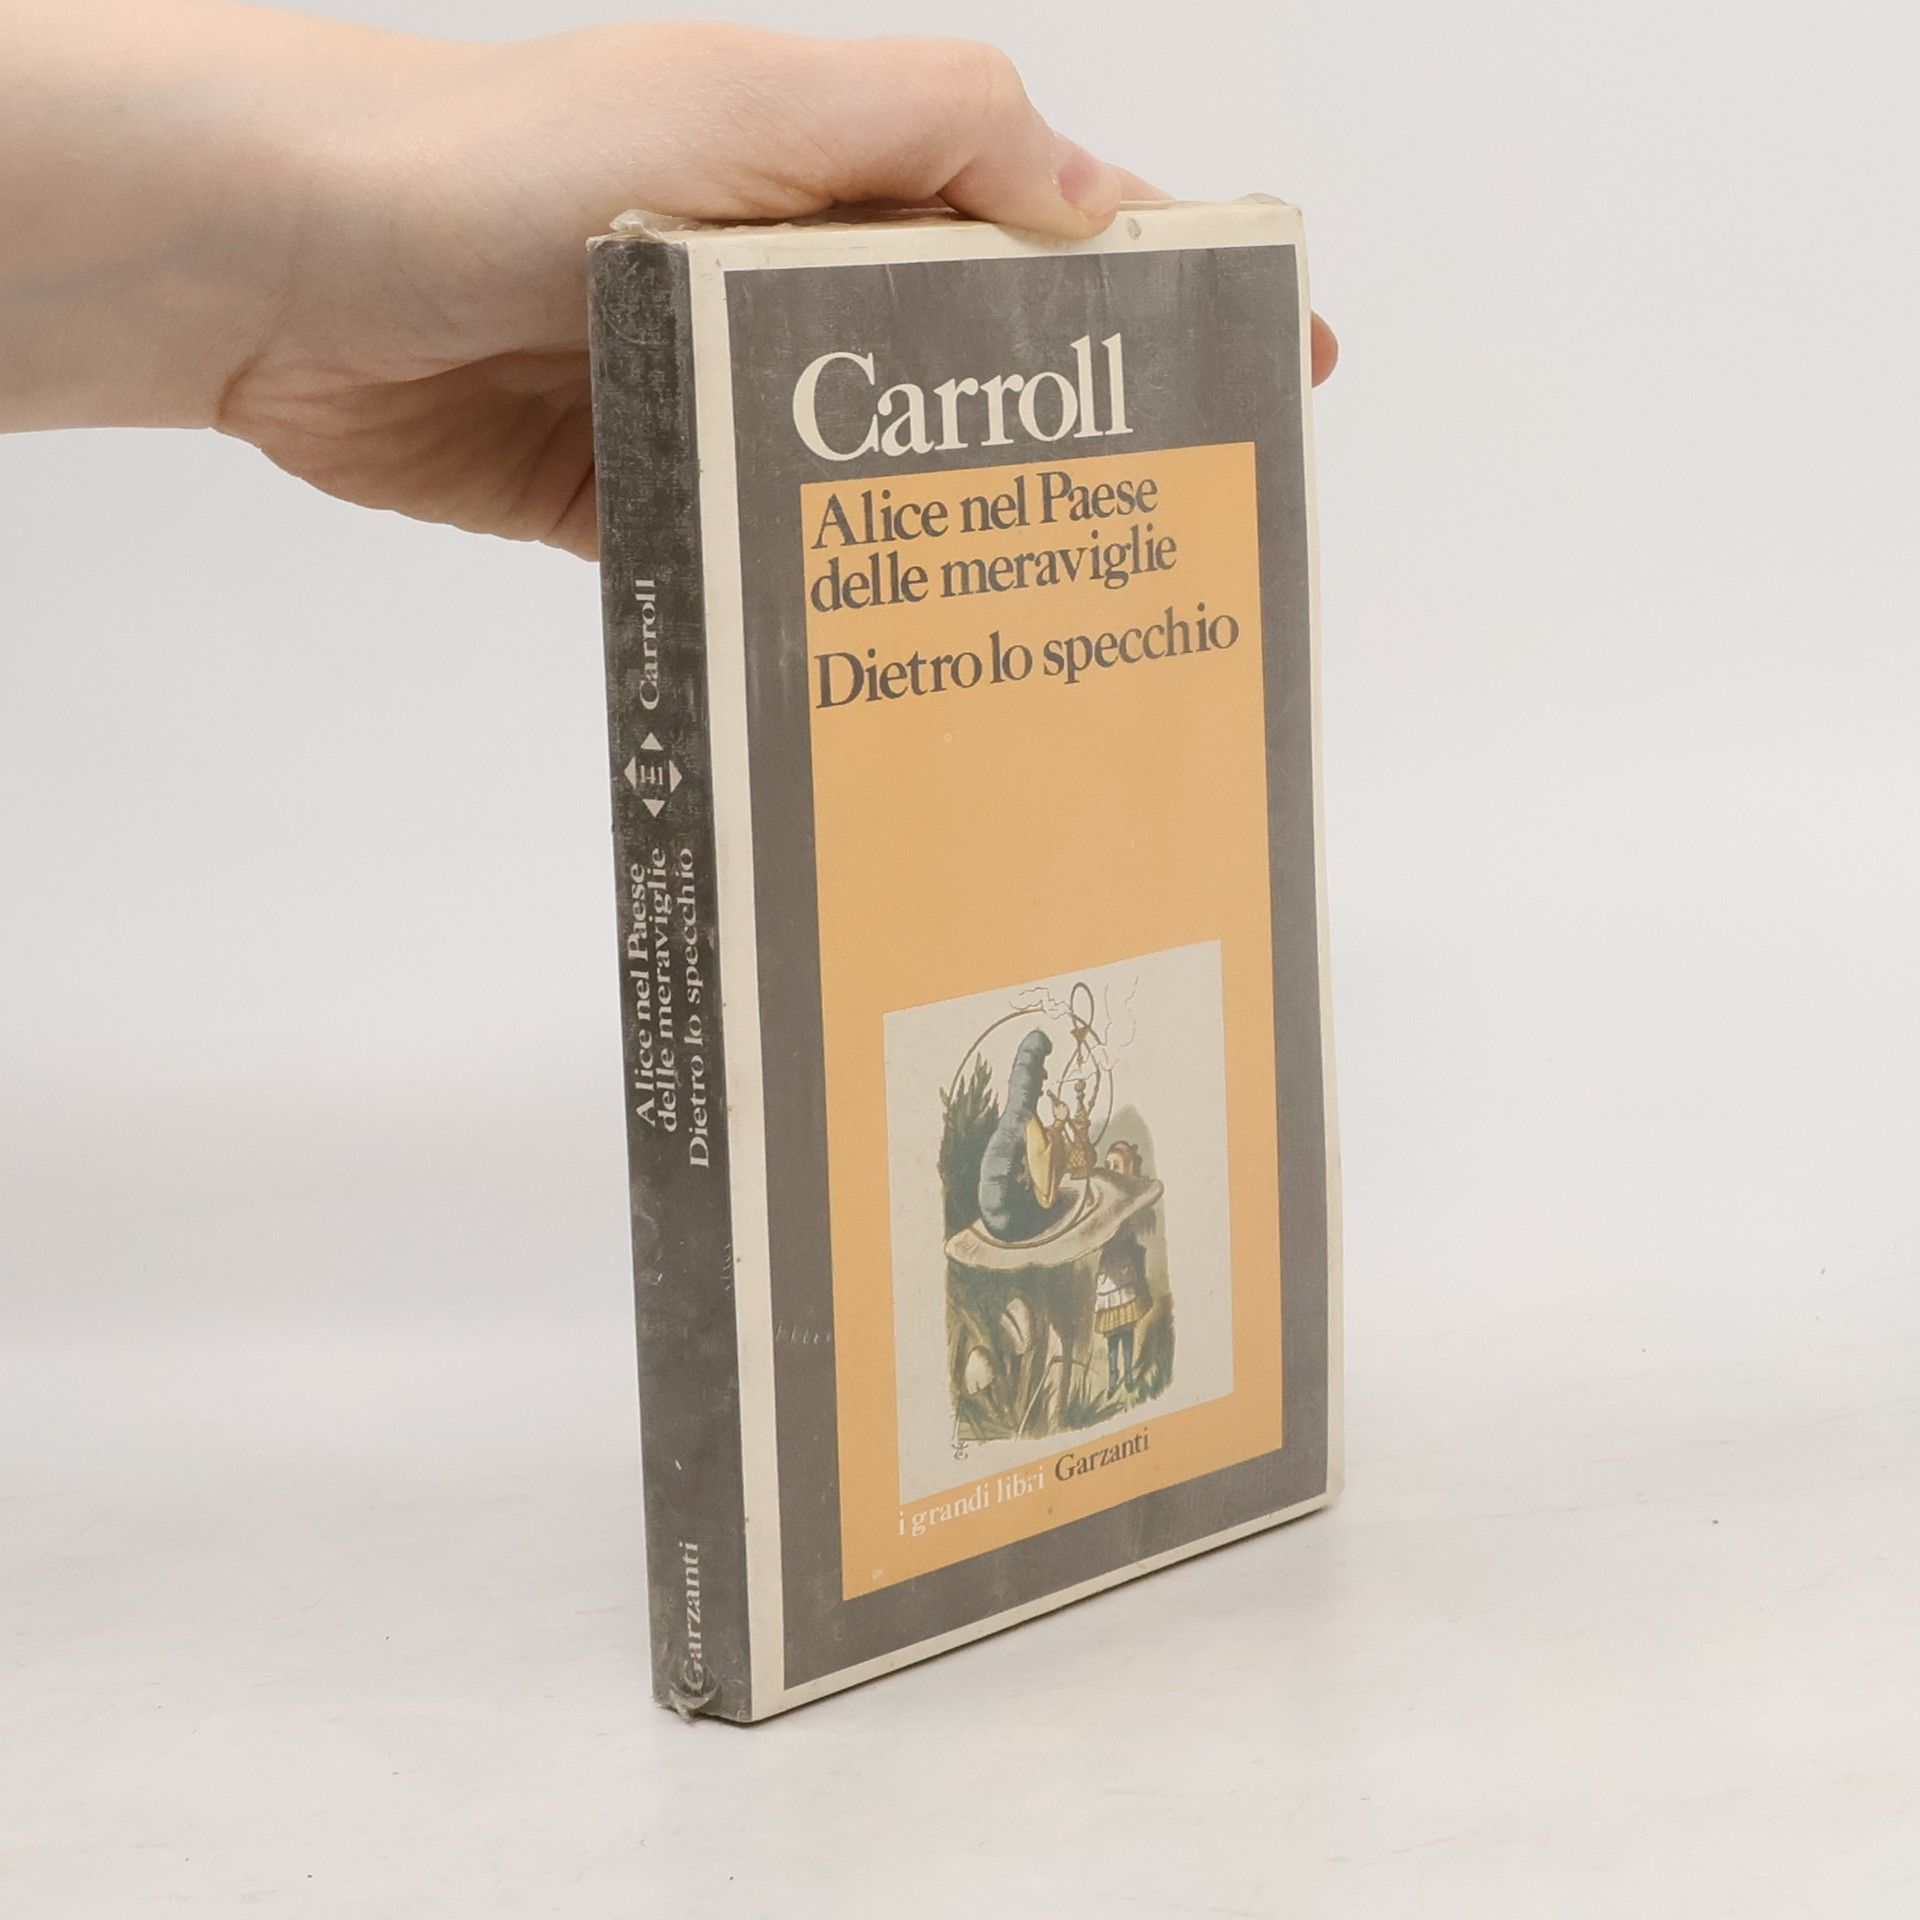 Carroll
Alice nel Paese
delle meraviglie
Dietro lo specchio
i grandi libri Garzanti
Carroll
141
Alice nel Paese
delle meraviglie
Dietro lo specchio
Garzanti